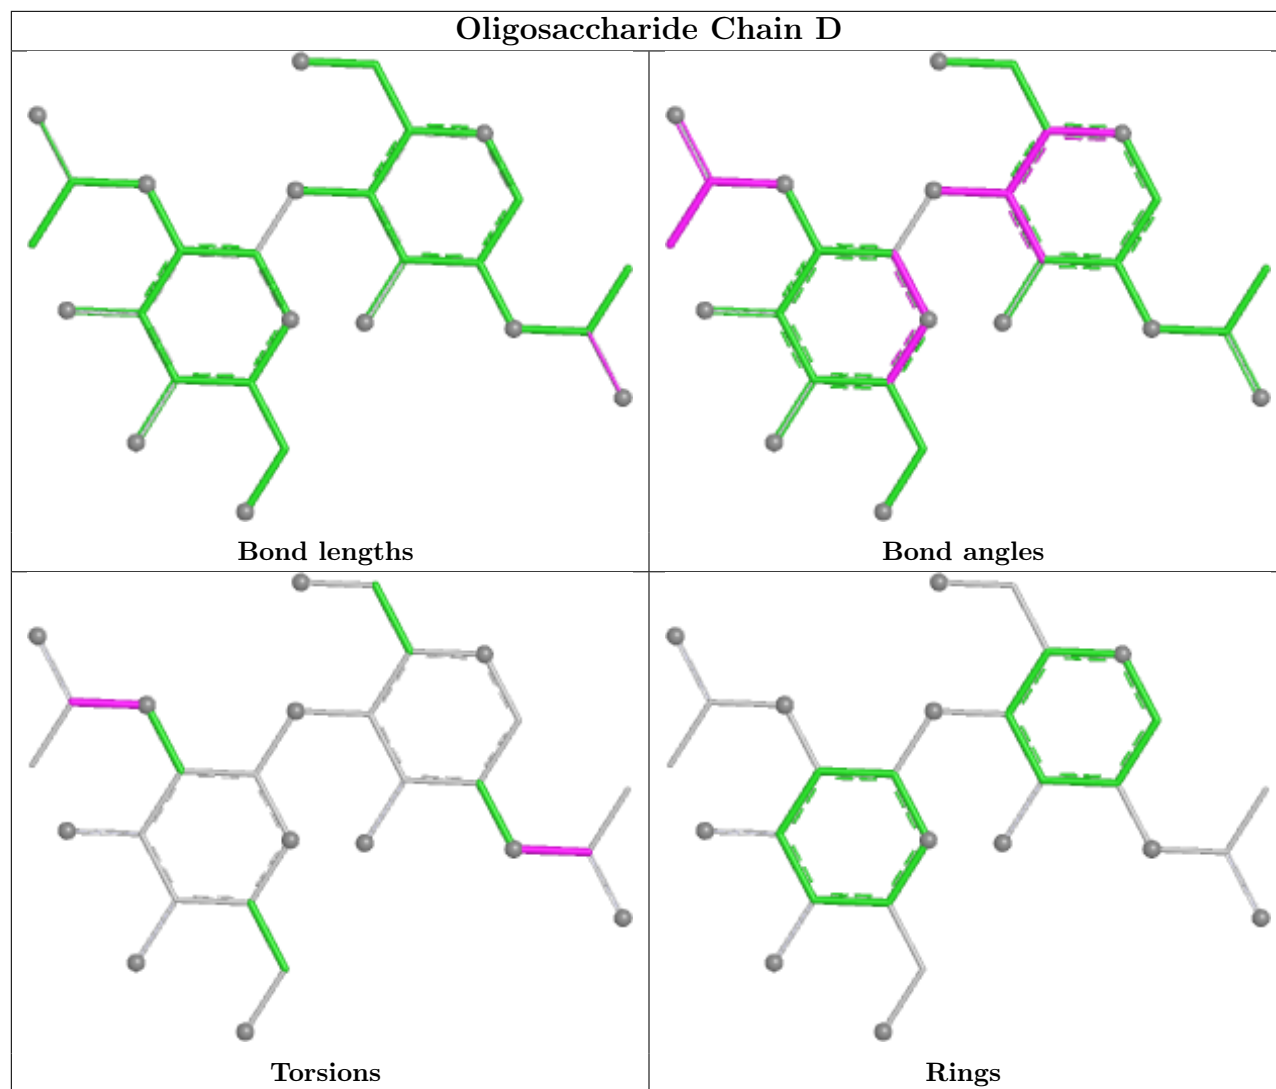 Oligosaccharide Chain D
Bond lengths
Bond angles
Torsions
Rings